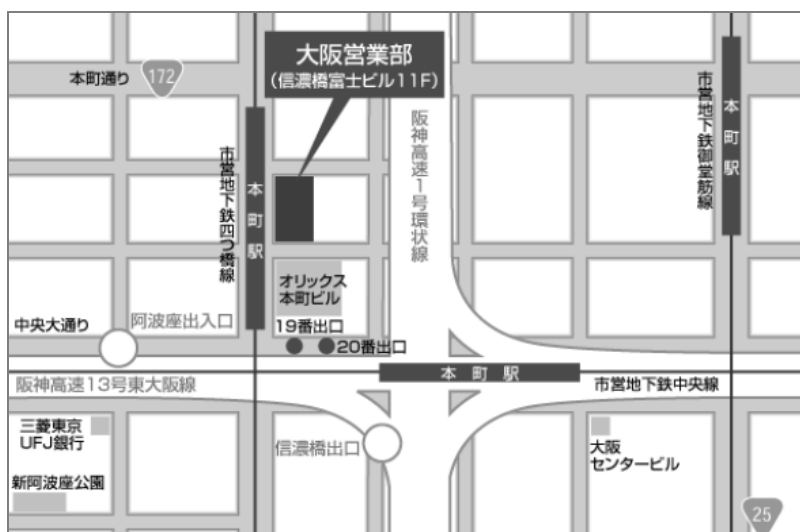 大阪営業部
(信濃橋富士ビル11F)
本町通り
172
市営地下鉄四つ橋線
本町駅
阪神高速1号環状線
市営地下鉄御堂筋線
本町駅
オリックス
本町ビル
19番出口
20番出口
中央大通り
阿波座出入口
本町駅
阪神高速13号東大阪線
市営地下鉄中央線
三菱東京
UFJ銀行
信濃橋出口
大阪
センタービル
新阿波座公園
25